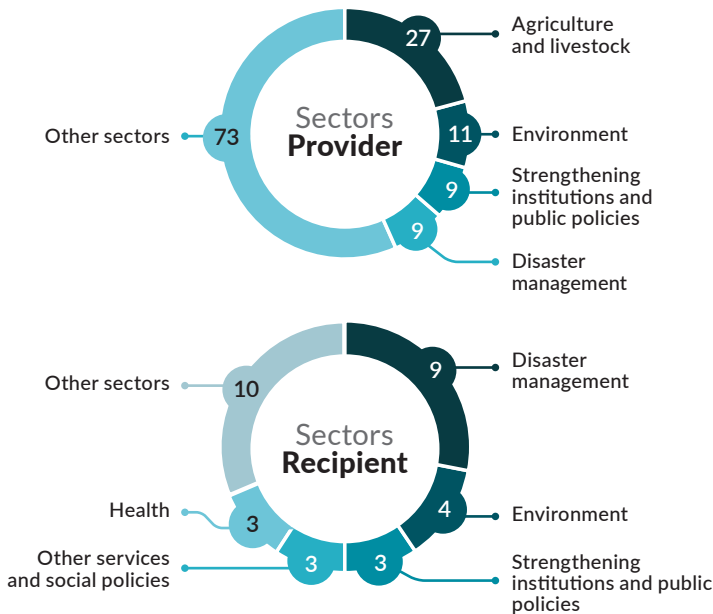 27
Agriculture
and livestock
Sectors
Provider
Other sectors
73
11
Environment
Strengthening
institutions and
public policies
9
9
Disaster
management
Disaster
management
9
Other sectors
10
Sectors
Recipient
Health
3
4
Environment
Other services
and social policies
3
3
Strengthening
institutions and public
policies